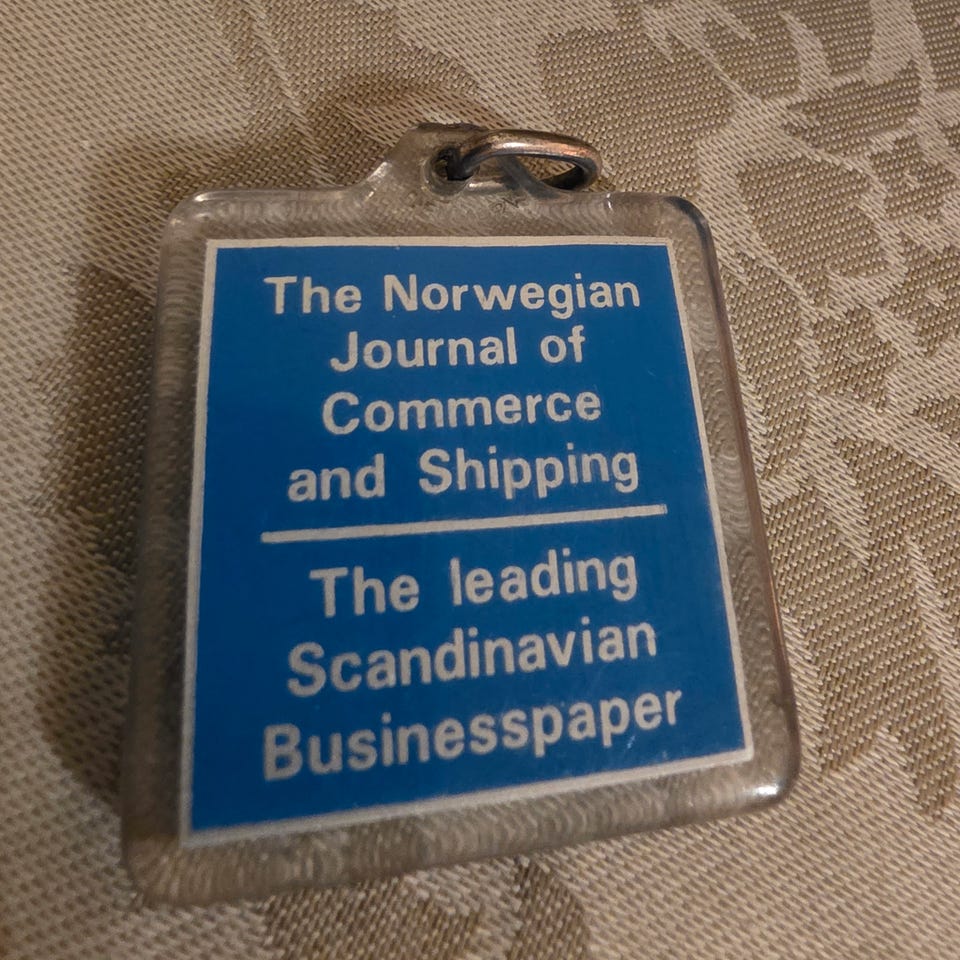 The Norwegian
Journal of
Commerce
and Shipping
The leading
Scandinavian
Businesspaper